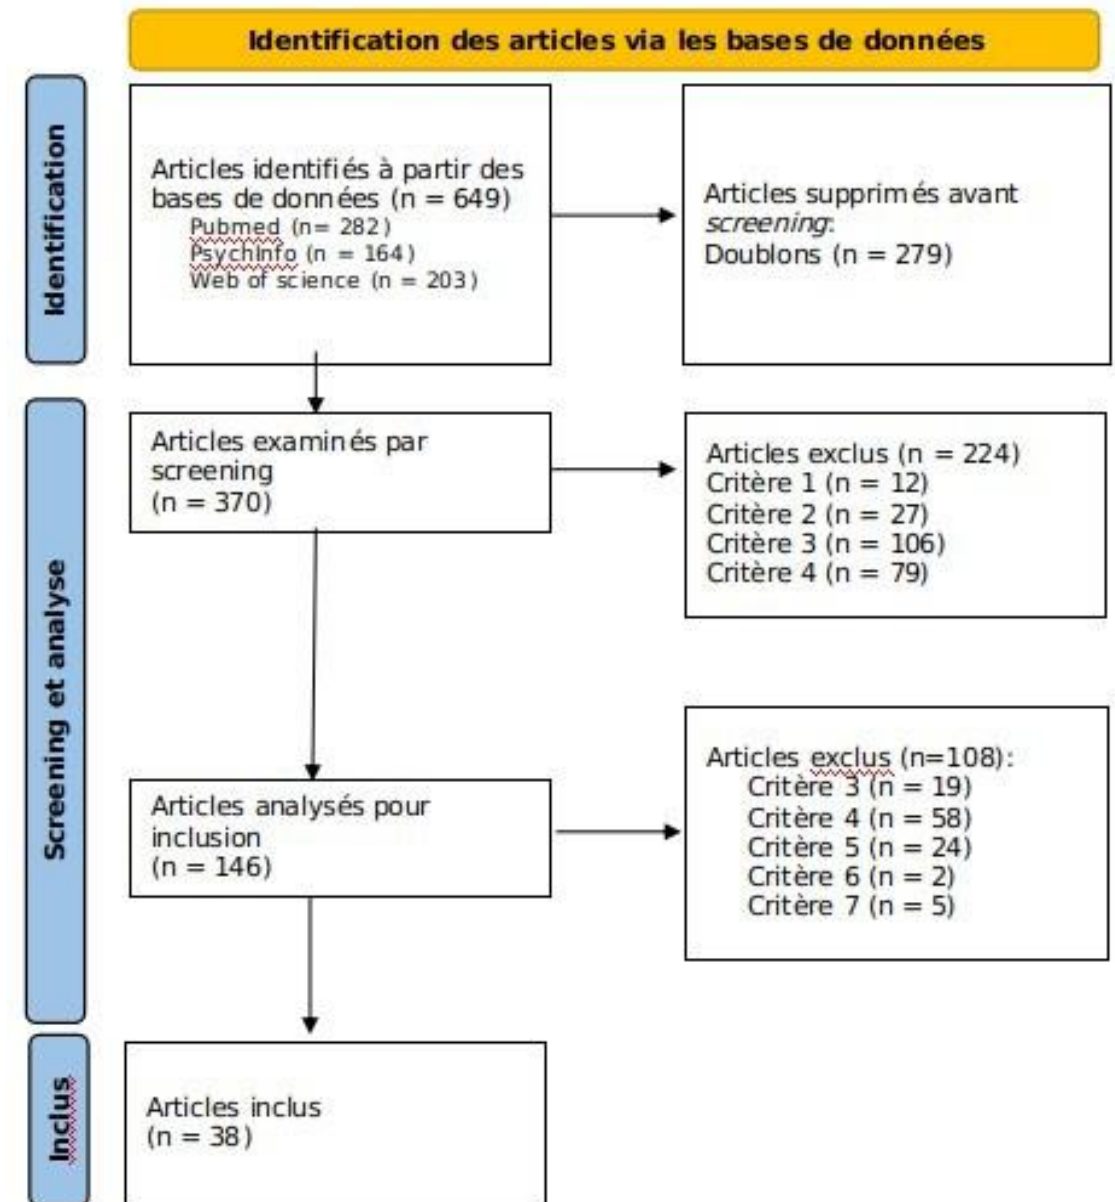 Identification des articles via les bases de données
Identification
Articles identifiés à partir des
bases de données (n = 649)
Pubmed (n= 282)
PsychInfo (n = 164)
Web of science (n = 203)
Articles supprimés avant
screening:
Doublons (n = 279)
Screening et analyse
Articles examinés par
screening
(n = 370)
Articles exclus (n = 224)
Critère 1 (n = 12)
Critère 2 (n = 27)
Critère 3 (n = 106)
Critère 4 (n = 79)
Articles analysés pour
inclusion
(n = 146)
Articles exclus (n=108):
Critère 3 (n = 19)
Critère 4 (n = 58)
Critère 5 (n = 24)
Critère 6 (n = 2)
Critère 7 (n = 5)
Inclus
Articles inclus
(n = 38)